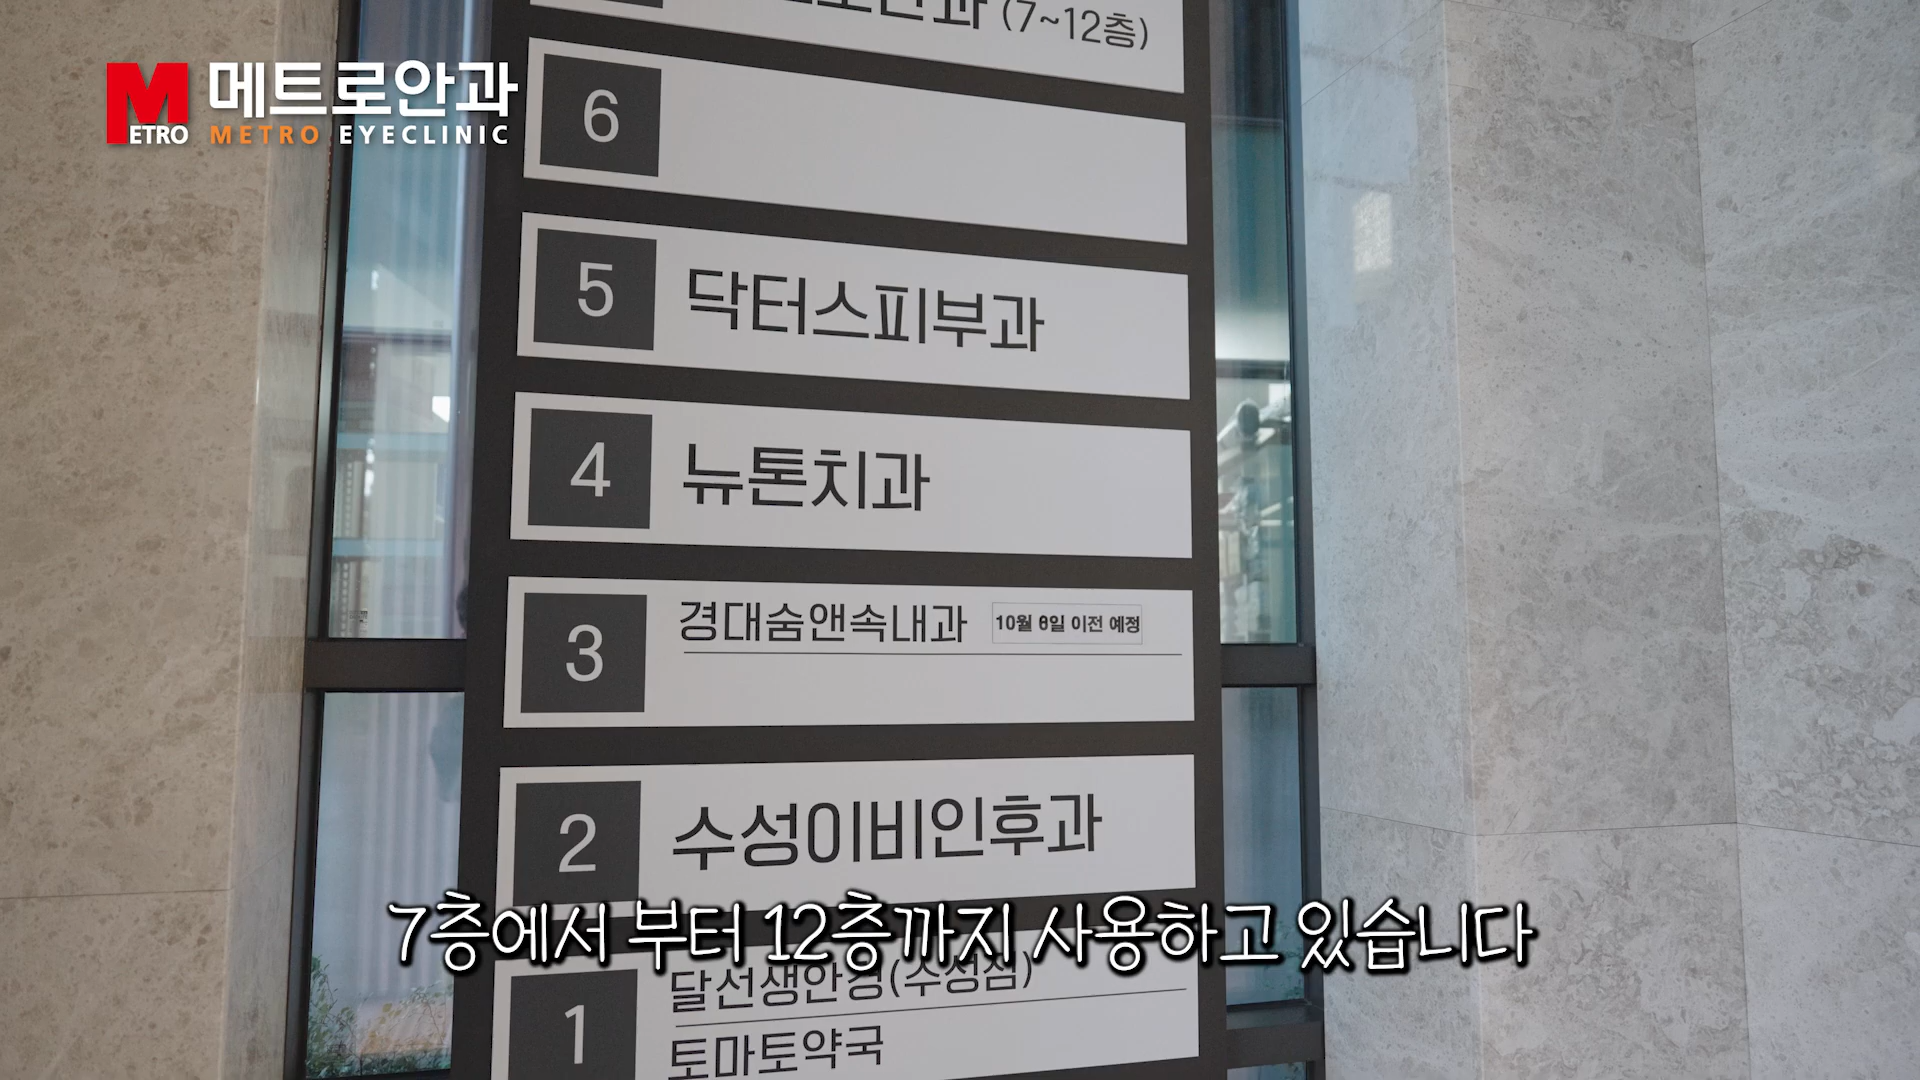 메트로안과
METRO METRO EYECLINIC
(7~12층)
6
5 닥터스피부과
4 뉴톤치과
3 경대숨앤속내과 10월 6일 이전 예정
2 수성이비인후과
7층에서 부터 12층까지 사용하고 있습니다
1 달선생안경(수성점)
토마토약국